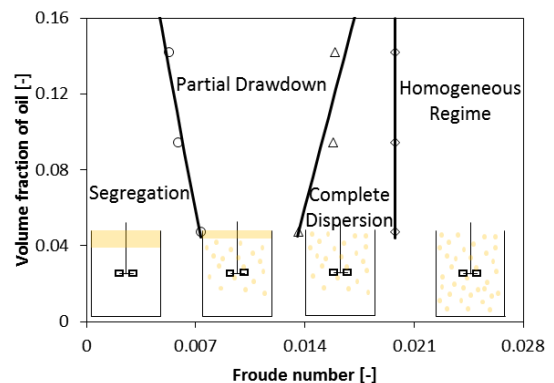 Volume fraction of oil [-]
0.16
0.12
0.08
0.04
0
Partial Drawdown
Homogeneous
Regime
Segregation
Complete
Dispersion
0
0.007
0.014
0.021
0.028
Froude number [-]